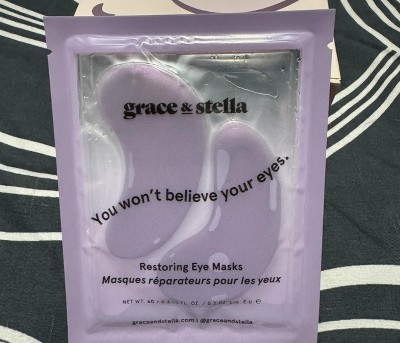 grace & stella
You won't believe your eyes.
Restoring Eye Masks
Masques réparateurs pour les yeux
graceandstella.com | @graceandstella